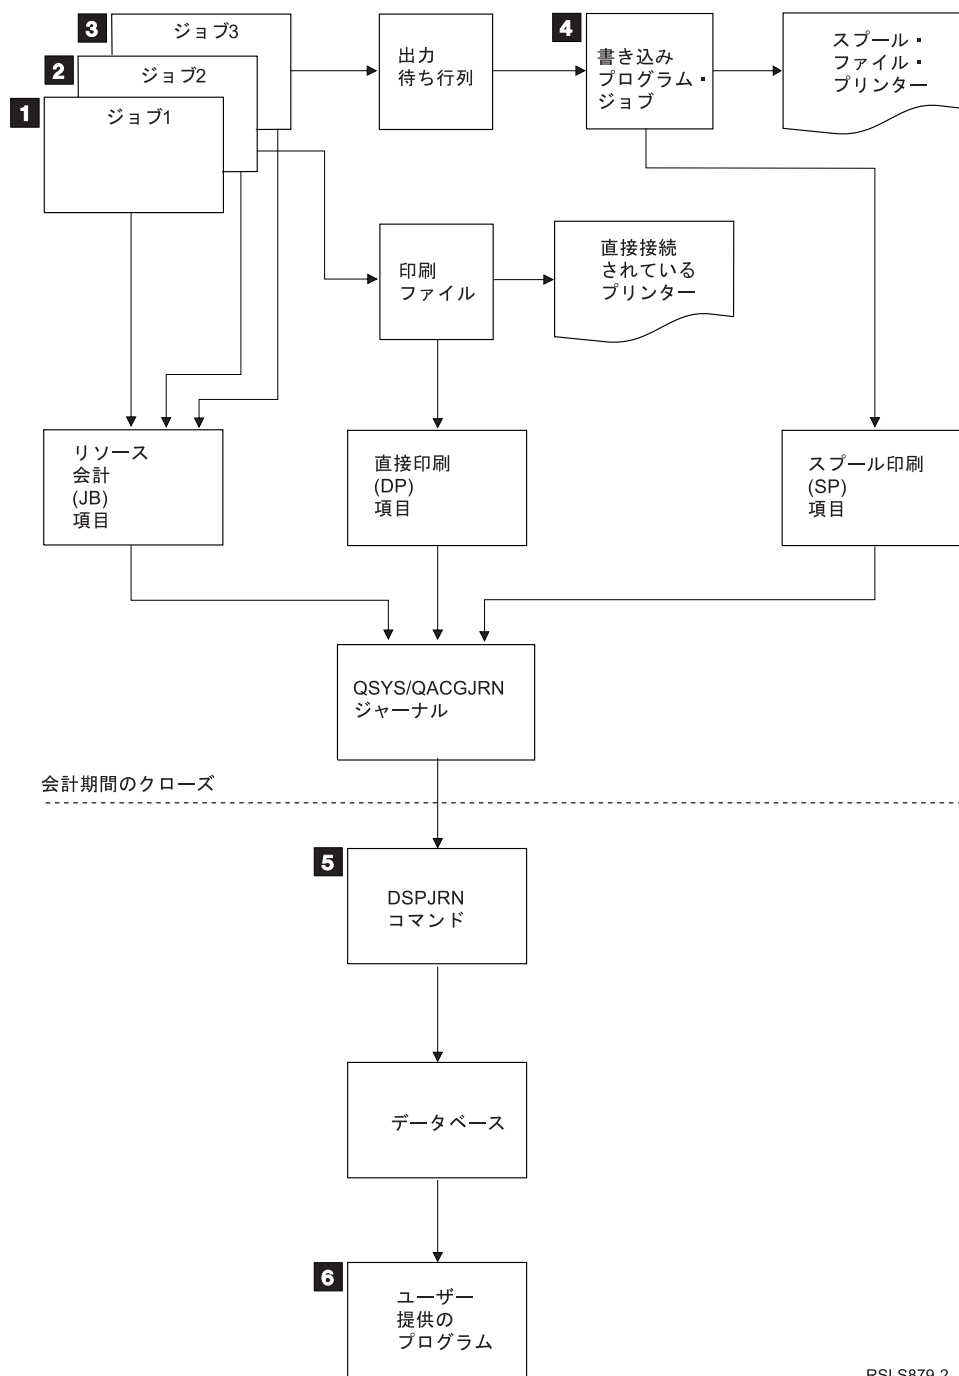 3
ジョブ3
2
ジョブ2
1
ジョブ1
出力
待ち行列
4
書き込み
プログラム・
ジョブ
スプール・
ファイル・
プリンター
印刷
ファイル
直接接続
されている
プリンター
リソース
会計
(JB)
項目
直接印刷
(DP)
項目
スプール印刷
(SP)
項目
QSYS/QACGJRN
ジャーナル
会計期間のクローズ
5
DSPJRN
コマンド
データベース
6
ユーザー
提供の
プログラム
RSLS879-2